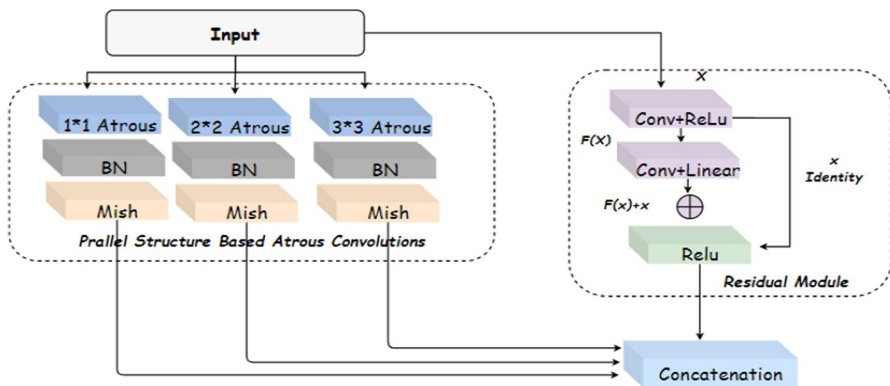 Input
1*1 Atrous
2*2 Atrous
3*3 Atrous
BN
BN
BN
Mish
Mish
Mish
Prallel Structure Based Atrous Convolutions
X
Conv+ReLu
F(X)
Conv+Linear
x
Identity
F(x)+x
Relu
Residual Module
Concatenation